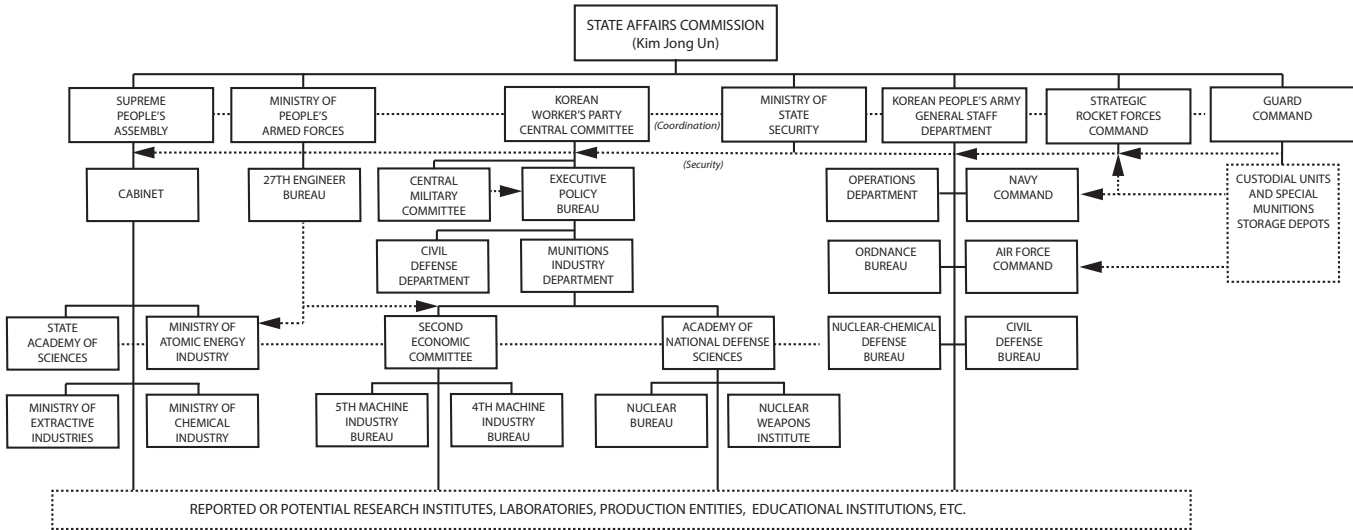 STATE AFFAIRS COMMISSION
(Kim Jong Un)
SUPREME
PEOPLE'S
ASSEMBLY
MINISTRY OF
PEOPLE'S
ARMED FORCES
KOREAN
WORKER'S PARTY
CENTRAL COMMITTEE
(Coordination)
MINISTRY OF
STATE
SECURITY
KOREAN PEOPLE'S ARMY
GENERAL STAFF
DEPARTMENT
STRATEGIC
ROCKET FORCES
COMMAND
GUARD
COMMAND
(Security)
CABINET
27TH ENGINEER
BUREAU
CENTRAL
MILITARY
COMMITTEE
EXECUTIVE
POLICY
BUREAU
OPERATIONS
DEPARTMENT
NAVY
COMMAND
CUSTODIAL UNITS
AND SPECIAL
MUNITIONS
STORAGE DEPOTS
CIVIL
DEFENSE
DEPARTMENT
MUNITIONS
INDUSTRY
DEPARTMENT
ORDNANCE
BUREAU
AIR FORCE
COMMAND
STATE
ACADEMY OF
SCIENCES
MINISTRY OF
ATOMIC ENERGY
INDUSTRY
SECOND
ECONOMIC
COMMITTEE
ACADEMY OF
NATIONAL DEFENSE
SCIENCES
NUCLEAR-CHEMICAL
DEFENSE
BUREAU
CIVIL
DEFENSE
BUREAU
MINISTRY OF
EXTRACTIVE
INDUSTRIES
MINISTRY OF
CHEMICAL
INDUSTRY
5TH MACHINE
INDUSTRY
BUREAU
4TH MACHINE
INDUSTRY
BUREAU
NUCLEAR
BUREAU
NUCLEAR
WEAPONS
INSTITUTE
REPORTED OR POTENTIAL RESEARCH INSTITUTES, LABORATORIES, PRODUCTION ENTITIES, EDUCATIONAL INSTITUTIONS, ETC.